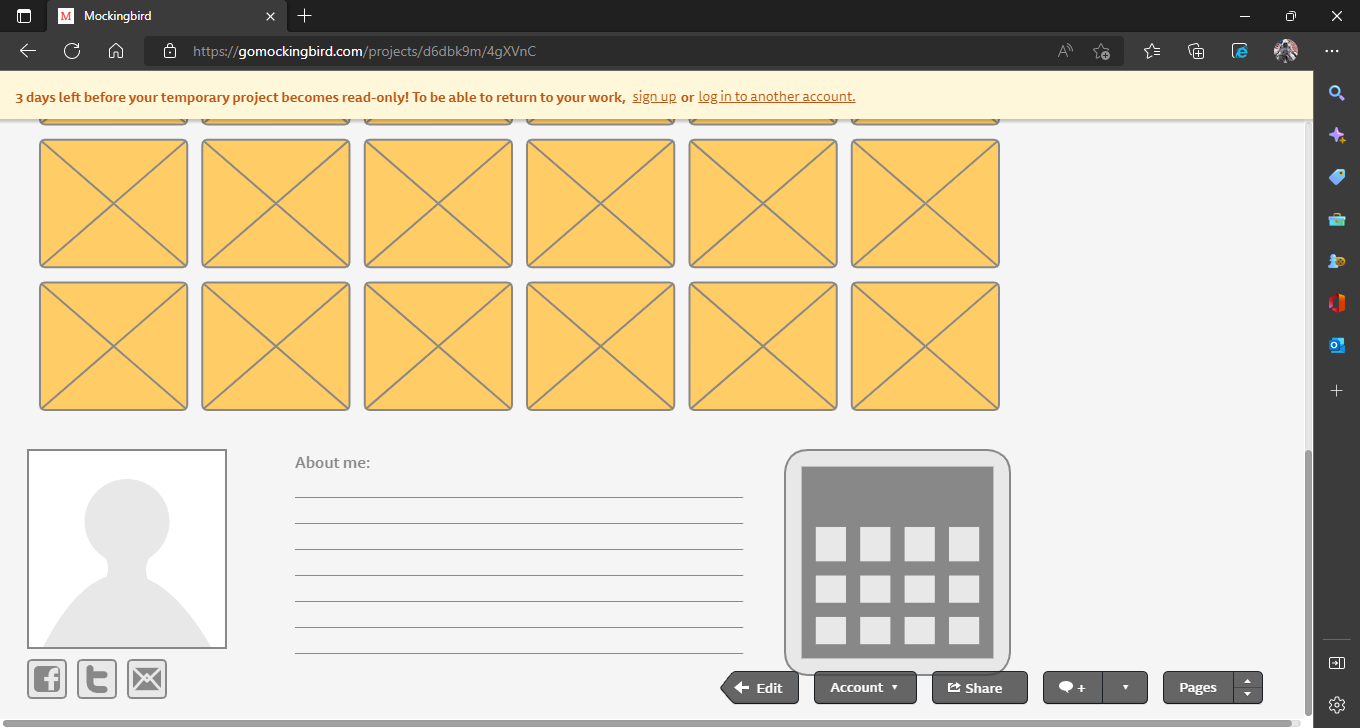 Mockingbird
https://gomockingbird.com/projects/d6dbk9m/4gXVnC
3 days left before your temporary project becomes read-only! To be able to return to your work, sign up or log in to another account.
About me:
Edit
Account
Share
+
Pages